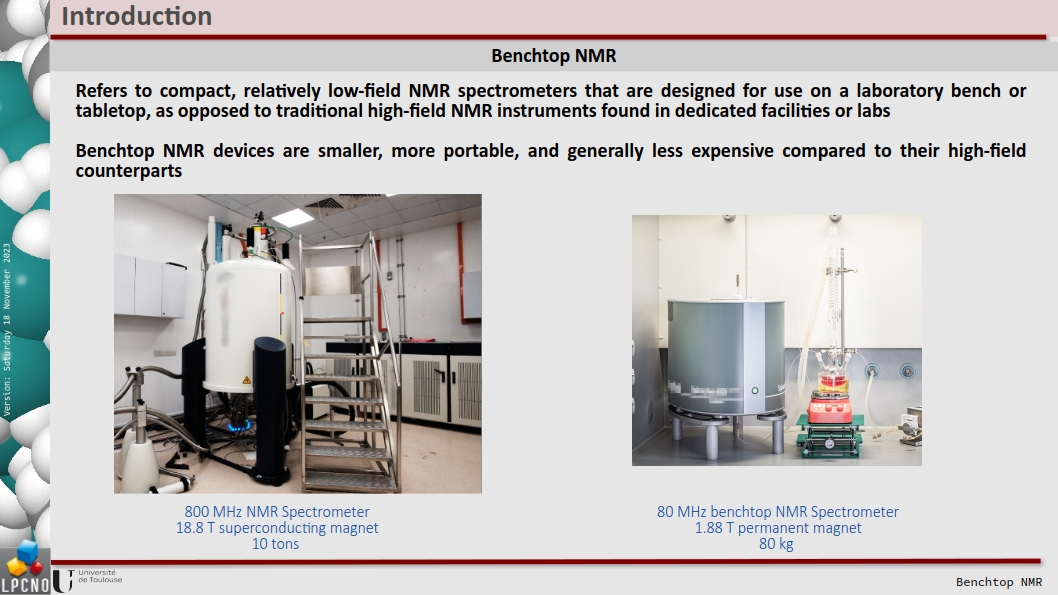 Introduction
Benchtop NMR
Refers to compact, relatively low-field NMR spectrometers that are designed for use on a laboratory bench or
tabletop, as opposed to traditional high-field NMR instruments found in dedicated facilities or labs
Benchtop NMR devices are smaller, more portable, and generally less expensive compared to their high-field
counterparts
800 MHz NMR Spectrometer
18.8 T superconducting magnet
10 tons
80 MHz benchtop NMR Spectrometer
1.88 T permanent magnet
80 kg
Version: Saturday 18 November 2023
LPCNO
Université
de Toulouse
Benchtop NMR